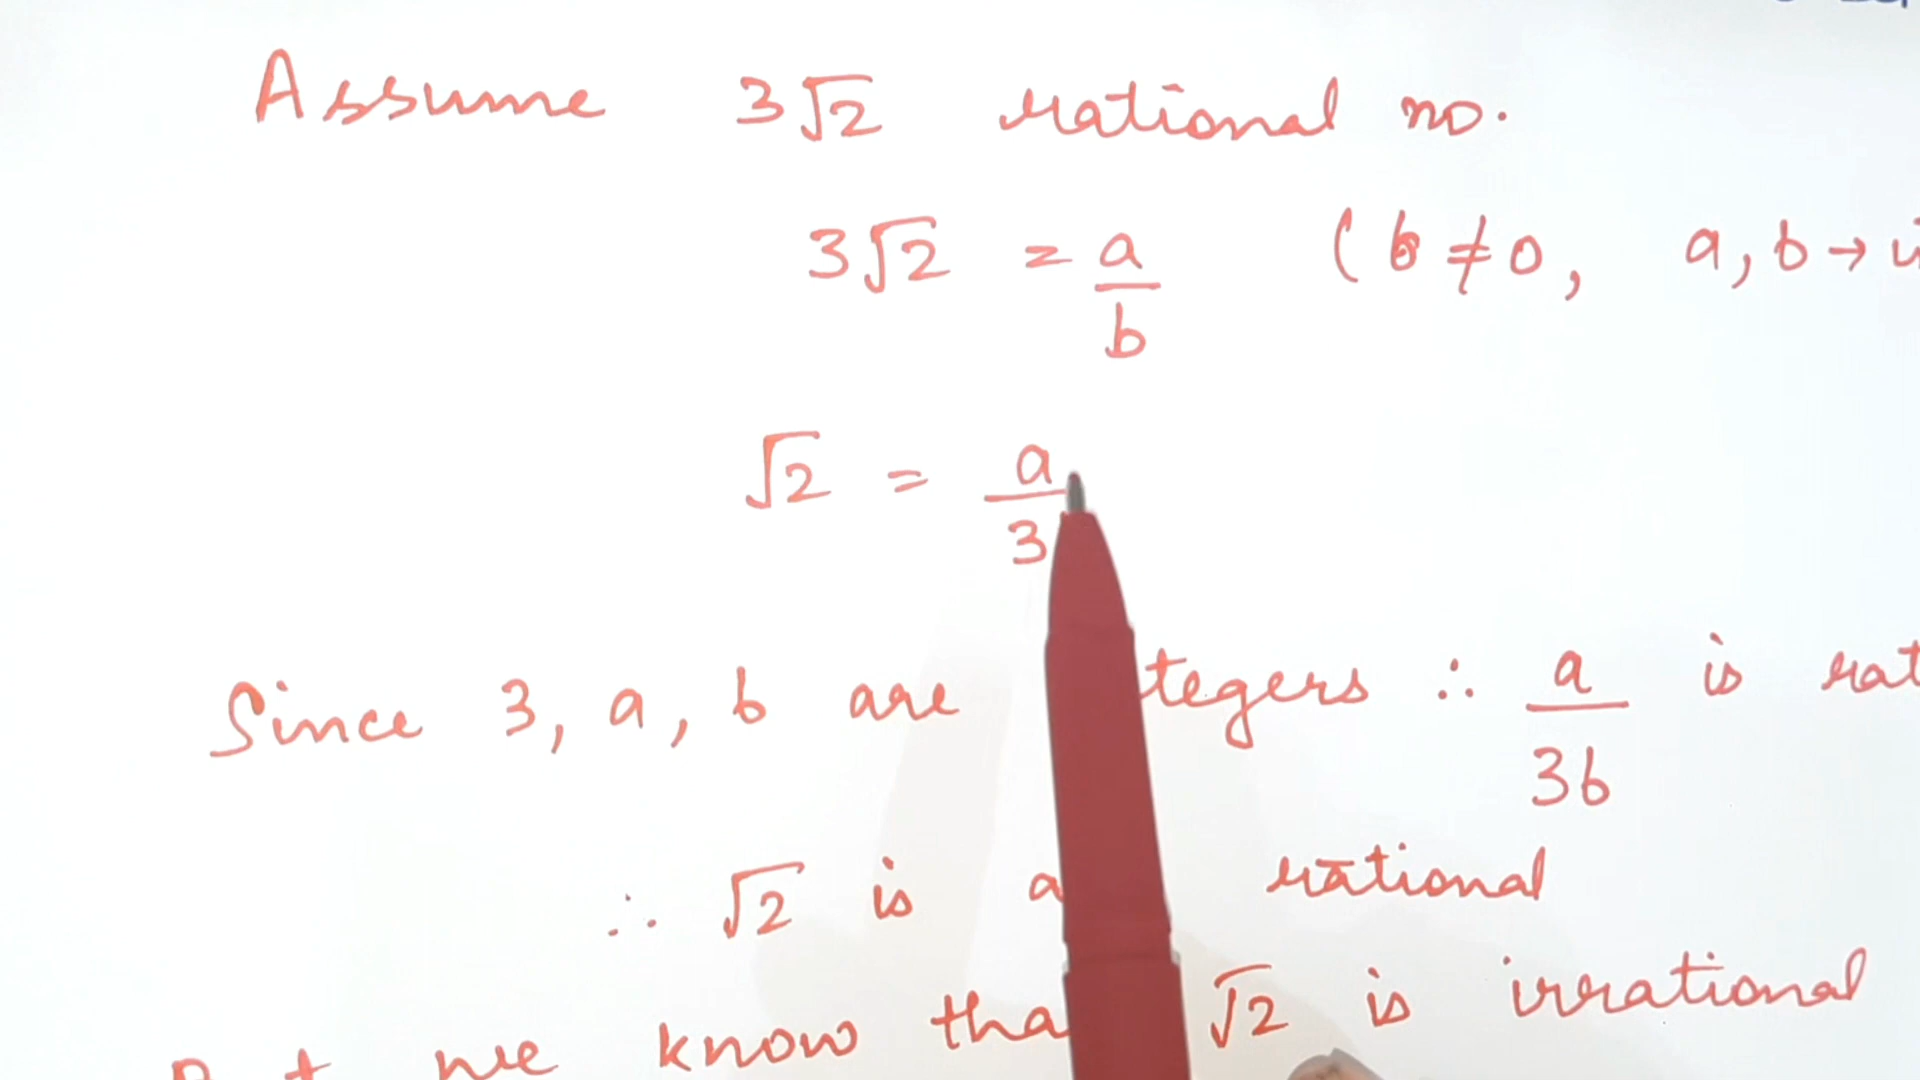 Assume 3√2 rational no.
3√2 = a/b (b ≠ 0, a, b →
√2 = a/3
Since 3, a, b are tegers ∴ a/3b is rat
∴ √2 is a rational
we know tha √2 is irrational